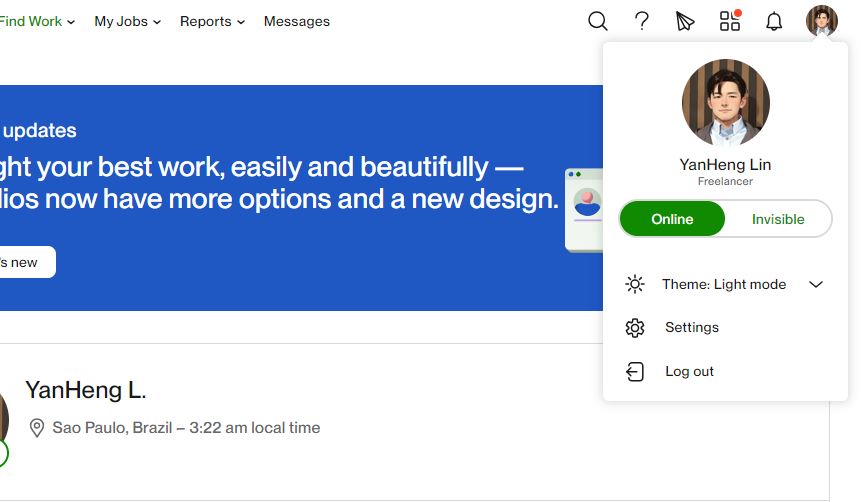 Find Work
My Jobs
Reports
Messages
updates
ght your best work, easily and beautifully —
lios now have more options and a new design.
's new
YanHeng Lin
Freelancer
Online
Invisible
Theme: Light mode
Settings
Log out
YanHeng L.
Sao Paulo, Brazil – 3:22 am local time